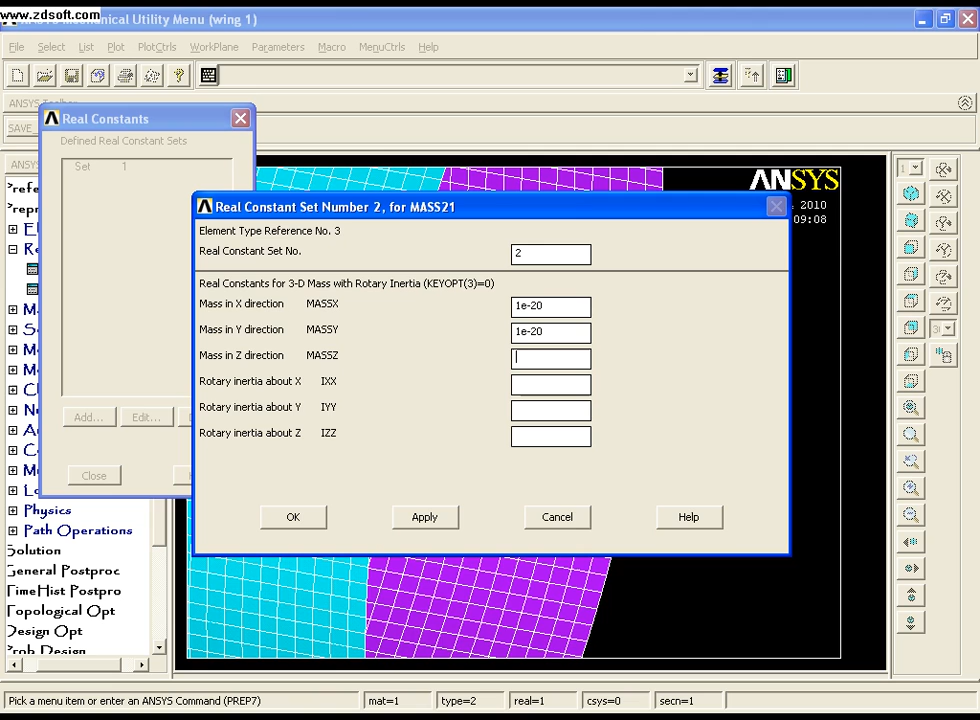 www.zdsoft.com
Mechanical Utility Menu (wing 1)
File Select List Plot PlotCtrls WorkPlane Parameters Macro MenuCtrls Help
ANSYS Toolbar
SAVE_
ANSYS
Real Constants
Defined Real Constant Sets
Set 1
Add...
Edit...
Close
Physics
Path Operations
Solution
General Postproc
TimeHist Postpro
Topological Opt
Design Opt
Prob Design
ANSYS
2010
09:08
Real Constant Set Number 2, for MASS21
Element Type Reference No. 3
Real Constant Set No. 2
Real Constants for 3-D Mass with Rotary Inertia (KEYOPT(3)=0)
Mass in X direction MASSX 1e-20
Mass in Y direction MASSY 1e-20
Mass in Z direction MASSZ
Rotary inertia about X IXX
Rotary inertia about Y IYY
Rotary inertia about Z IZZ
OK Apply Cancel Help
1
Pick a menu item or enter an ANSYS Command (PREP7) mat=1 type=2 real=1 csys=0 secn=1